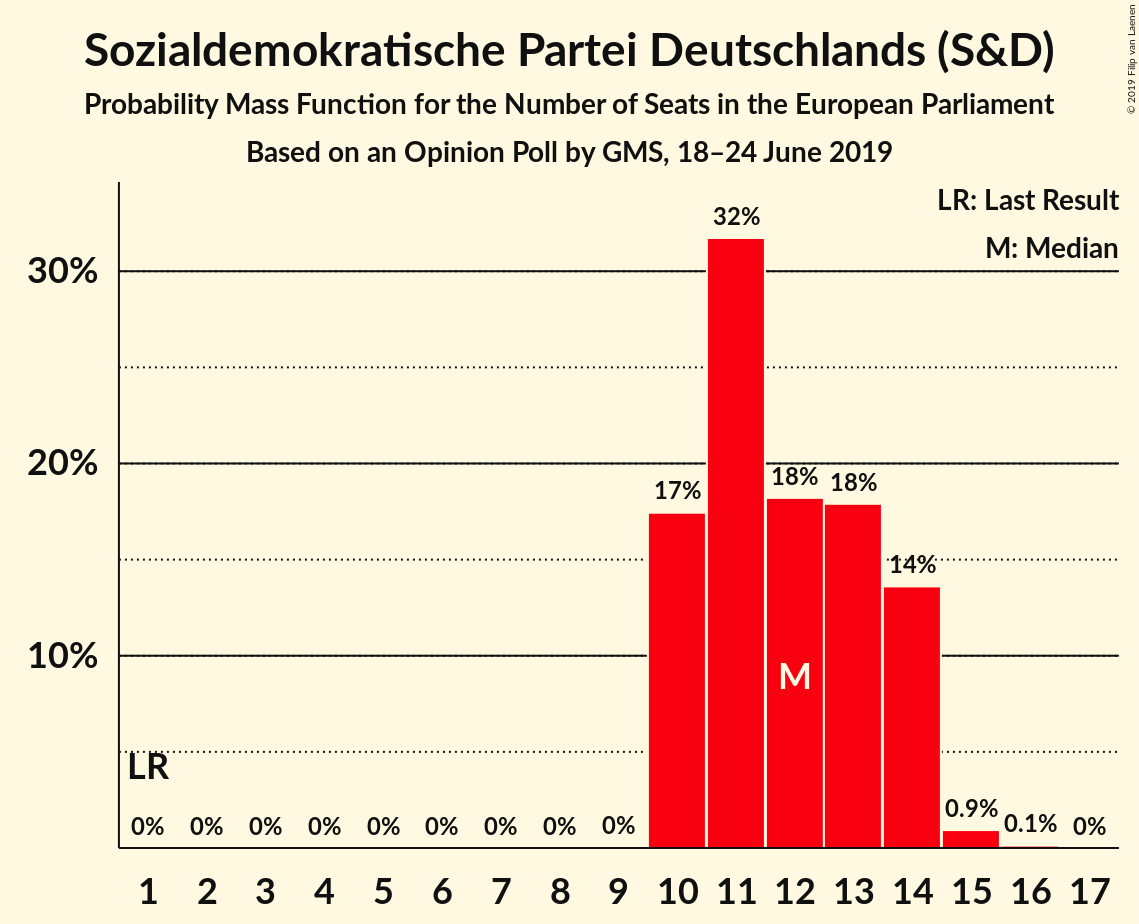 Sozialdemokratische Partei Deutschlands (S&D)
Probability Mass Function for the Number of Seats in the European Parliament
Based on an Opinion Poll by GMS, 18–24 June 2019
© 2019 Filip van Laenen
LR: Last Result
M: Median
30%
20%
10%
LR
M
0% 0% 0% 0% 0% 0% 0% 0% 0% 17% 32% 18% 18% 14% 0.9% 0.1% 0%
1 2 3 4 5 6 7 8 9 10 11 12 13 14 15 16 17